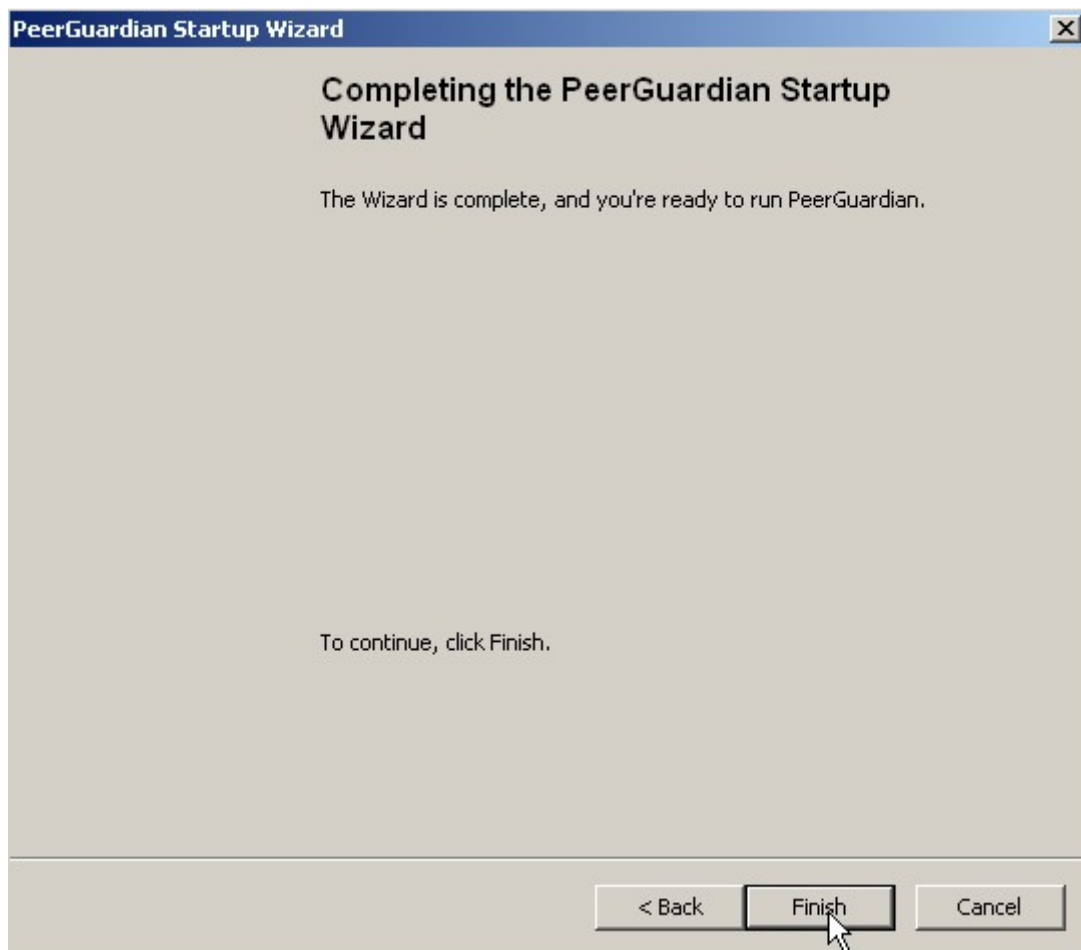 PeerGuardian Startup Wizard
Completing the PeerGuardian Startup
Wizard
The Wizard is complete, and you're ready to run PeerGuardian.
To continue, click Finish.
< Back
Finish
Cancel